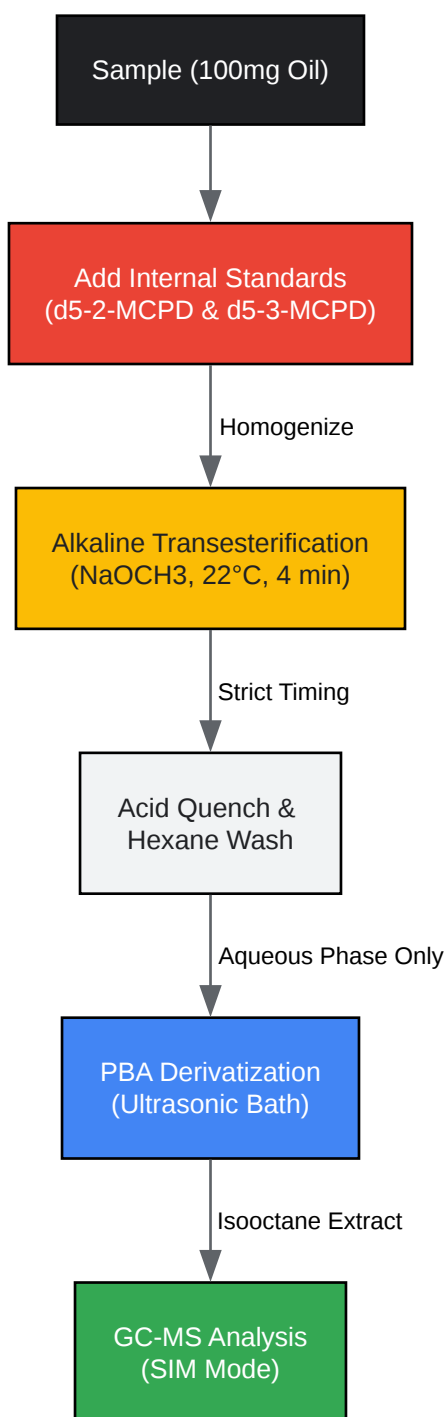 Sample (100mg Oil)
Add Internal Standards
(d5-2-MCPD & d5-3-MCPD)
Homogenize
Alkaline Transesterification
(NaOCH3, 22°C, 4 min)
Strict Timing
Acid Quench &
Hexane Wash
Aqueous Phase Only
PBA Derivatization
(Ultrasonic Bath)
Isooctane Extract
GC-MS Analysis
(SIM Mode)